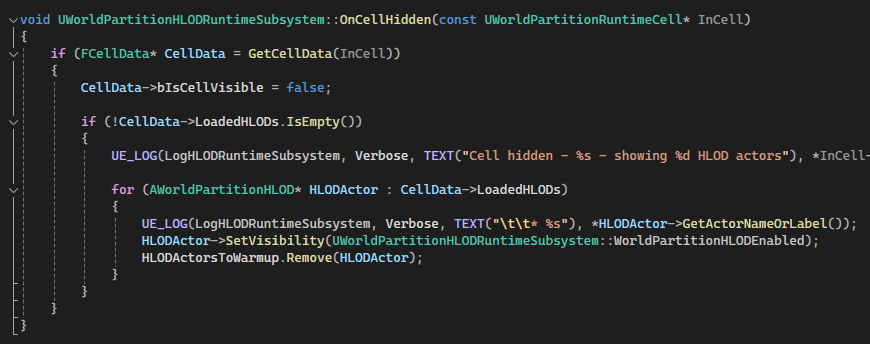 void UWorldPartitionHLODRuntimeSubsystem::OnCellHidden(const UWorldPartitionRuntimeCell* InCell)
{
    if (FCellData* CellData = GetCellData(InCell))
    {
        CellData->bIsCellVisible = false;

        if (!CellData->LoadedHLODs.IsEmpty())
        {
            UE_LOG(LogHLODRuntimeSubsystem, Verbose, TEXT("Cell hidden - %s - showing %d HLOD actors"), *InCell-

            for (AWorldPartitionHLOD* HLODActor : CellData->LoadedHLODs)
            {
                UE_LOG(LogHLODRuntimeSubsystem, Verbose, TEXT("\t\t* %s"), *HLODActor->GetActorNameOrLabel());
                HLODActor->SetVisibility(UWorldPartitionHLODRuntimeSubsystem::WorldPartitionHLODEnabled);
                HLODActorsToWarmup.Remove(HLODActor);
            }
        }
    }
}